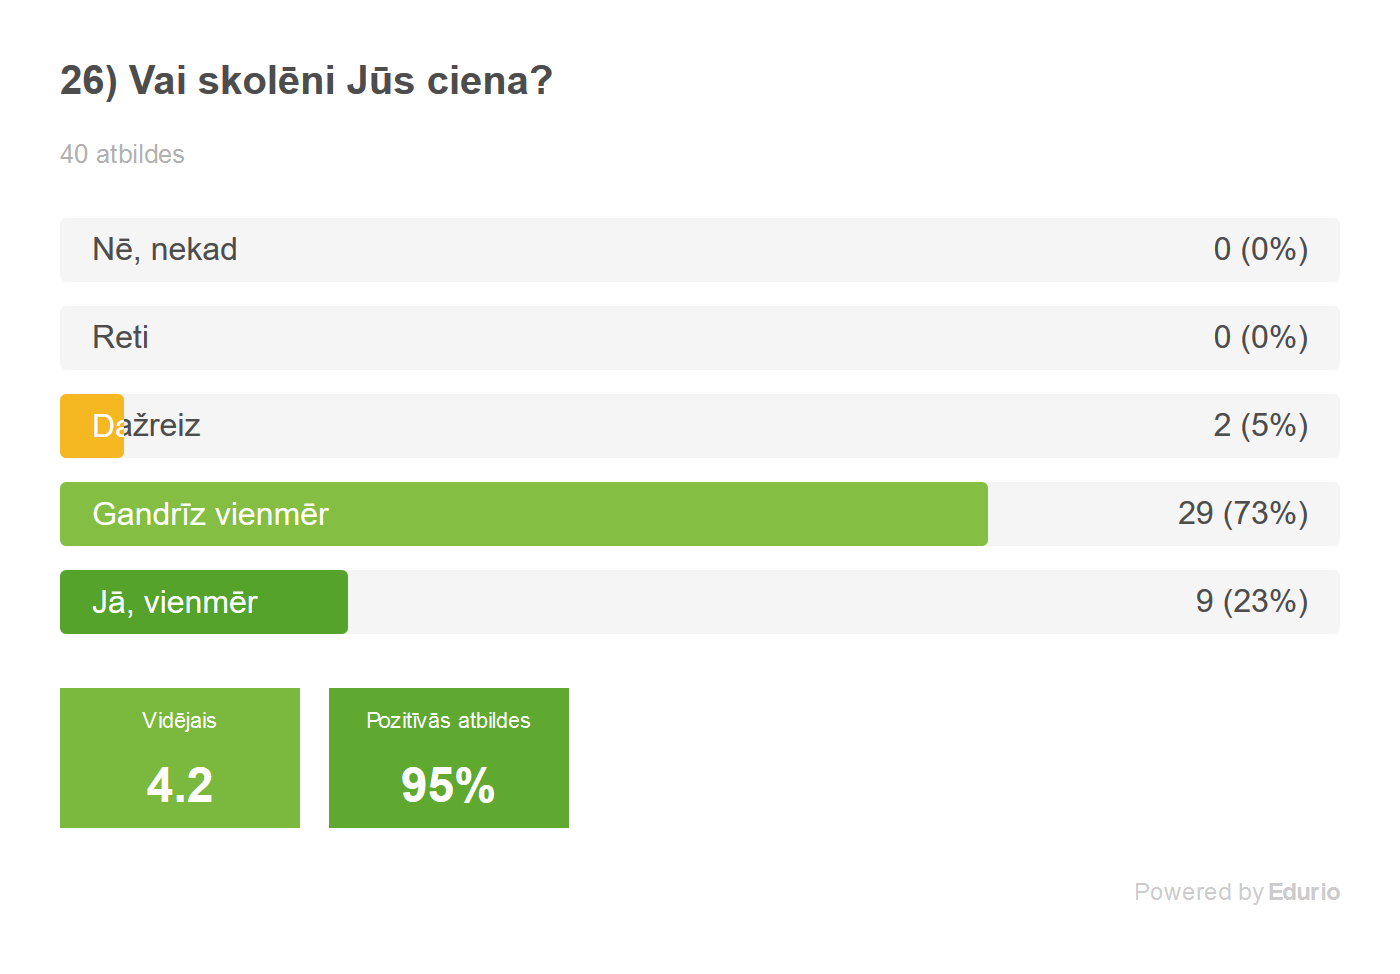 26) Vai skolēni Jūs ciena?
40 atbildes
Nē, nekad 0 (0%)
Reti 0 (0%)
Dažreiz 2 (5%)
Gandrīz vienmēr 29 (73%)
Jā, vienmēr 9 (23%)
Vidējais Pozitīvās atbildes
4.2 95%
Powered by Edurio